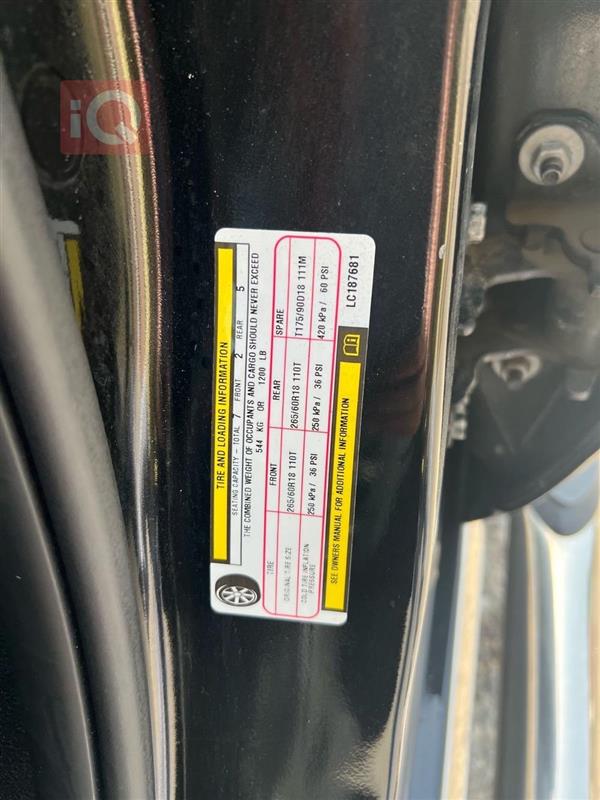 iQ
TIRE AND LOADING INFORMATION
SEATING CAPACITY - TOTAL 7 FRONT 2 REAR 5
THE COMBINED WEIGHT OF OCCUPANTS AND CARGO SHOULD NEVER EXCEED
544 KG OR 1200 LB
TIRE FRONT REAR SPARE
ORIGINAL TIRE SIZE 265/60R18 110T 265/60R18 110T T175/90D18 111M
COLD TIRE INFLATION PRESSURE 250 kPa / 36 PSI 250 kPa / 36 PSI 420 kPa / 60 PSI
SEE OWNERS MANUAL FOR ADDITIONAL INFORMATION
LC187681